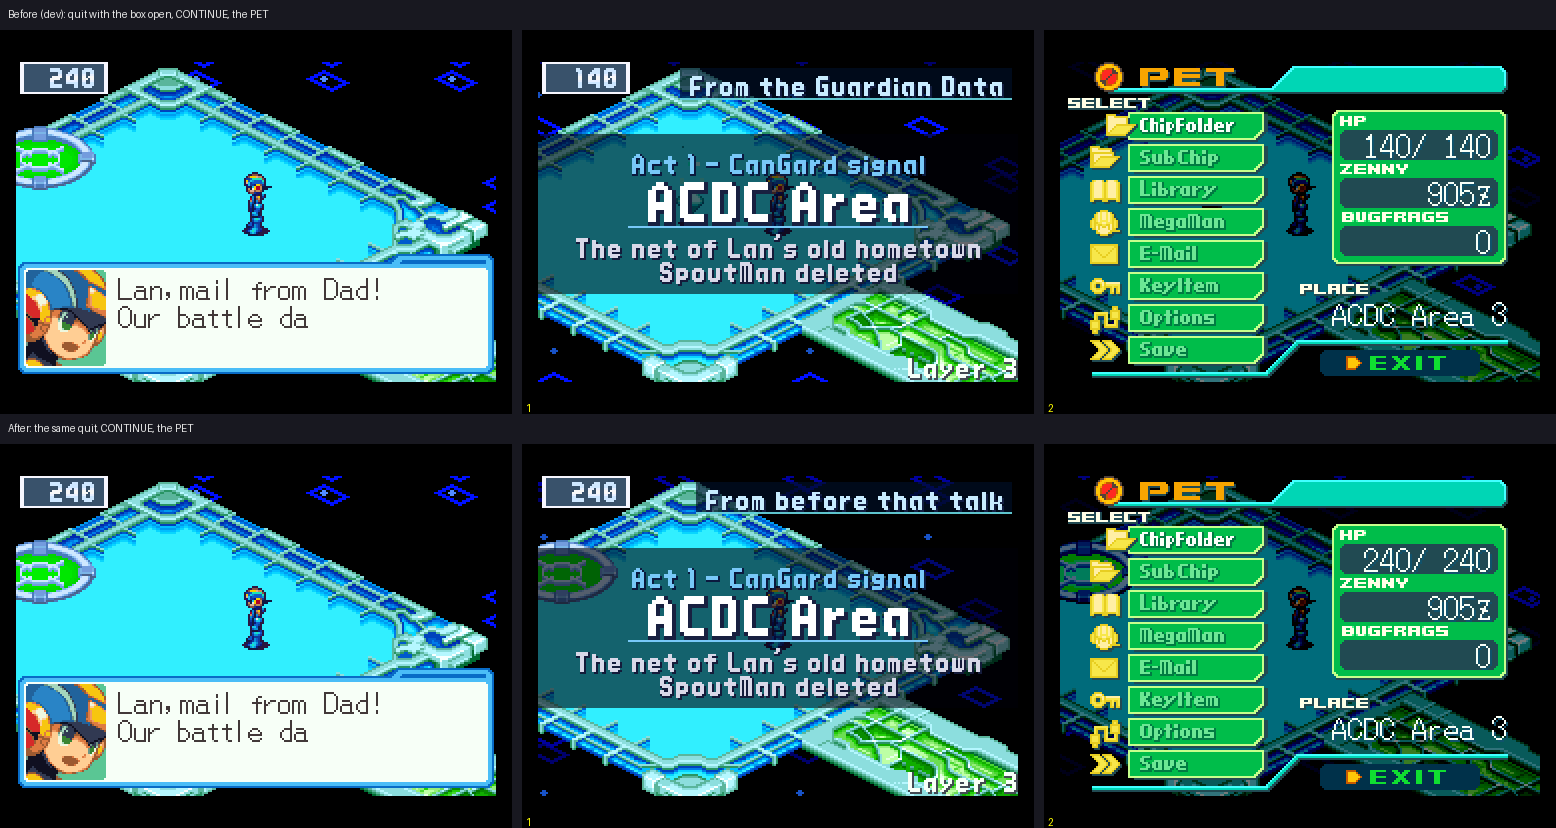 Before (dev): quit with the box open, CONTINUE, the PET
240
Lan,mail from Dad!
Our battle da
140
From the Guardian Data
Act 1 - CanGard signal
ACDC Area
The net of Lan's old hometown
SpoutMan deleted
Layer 3
1
PET
SELECT
ChipFolder
SubChip
Library
MegaMan
E-Mail
KeyItem
Options
Save
HP
140/ 140
ZENNY
905Z
BUGFRAGS
0
PLACE
ACDC Area 3
EXIT
2
After: the same quit, CONTINUE, the PET
240
Lan,mail from Dad!
Our battle da
240
From before that talk
Act 1 - CanGard signal
ACDC Area
The net of Lan's old hometown
SpoutMan deleted
Layer 3
1
PET
SELECT
ChipFolder
SubChip
Library
MegaMan
E-Mail
KeyItem
Options
Save
HP
240/ 240
ZENNY
905Z
BUGFRAGS
0
PLACE
ACDC Area 3
EXIT
2